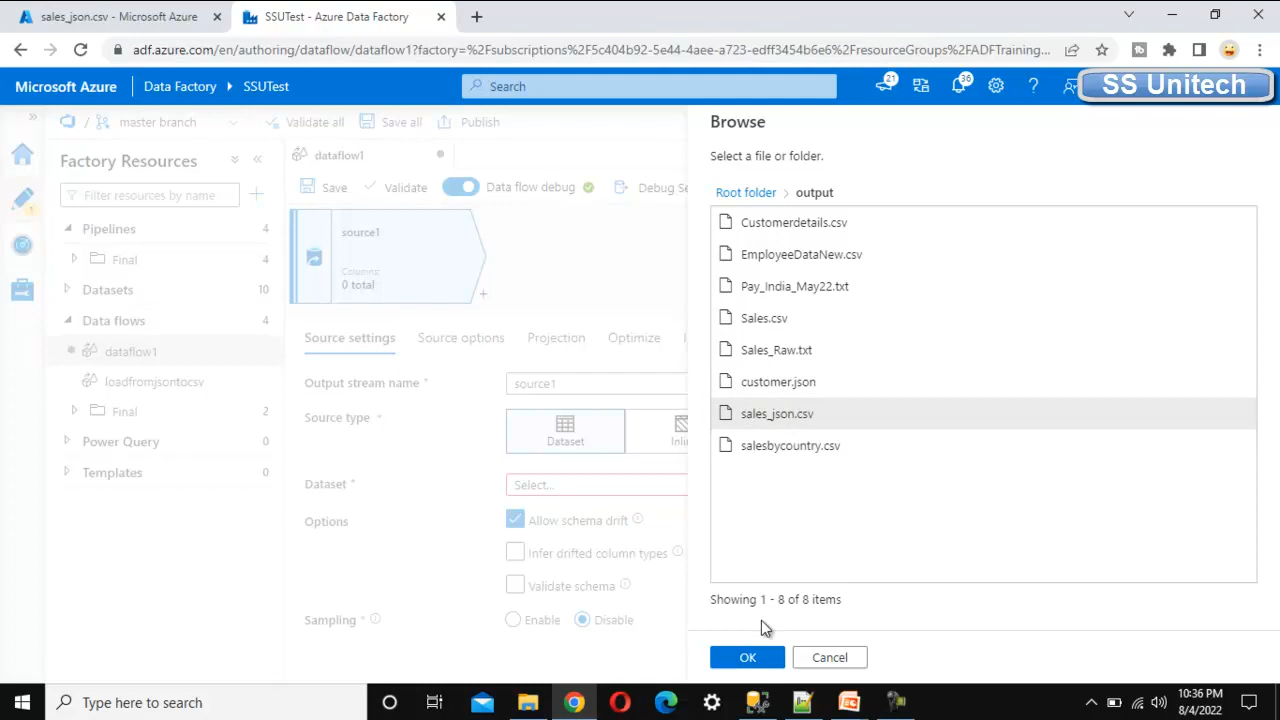 sales_json.csv - Microsoft Azure
SSUTest - Azure Data Factory
adf.azure.com/en/authoring/dataflow/dataflow1?factory=%2Fsubscriptions%2F5c404b92-5e44-4aee-a723-edff3454b6e6%2FresourceGroups%2FADFTraining...
Microsoft Azure
Data Factory
SSUTest
Search
21
36
SS Unitech
/ master branch
Validate all
Save all
Publish
Factory Resources
Filter resources by name
Pipelines 4
Final 4
Datasets 10
Data flows 4
dataflow1
loadfromjsontocsv
Final 2
Power Query 0
Templates 0
dataflow1
Save
Validate
Data flow debug
Debug Se
source1
Columns:
0 total
Source settings
Source options
Projection
Optimize
Output stream name *
source1
Source type *
Dataset
Inli
Dataset *
Select...
Options
Allow schema drift
Infer drifted column types
Validate schema
Sampling *
Enable
Disable
Browse
Select a file or folder.
Root folder > output
Customerdetails.csv
EmployeeDataNew.csv
Pay_India_May22.txt
Sales.csv
Sales_Raw.txt
customer.json
sales_json.csv
salesbycountry.csv
Showing 1 - 8 of 8 items
OK
Cancel
Type here to search
10:36 PM
8/4/2022